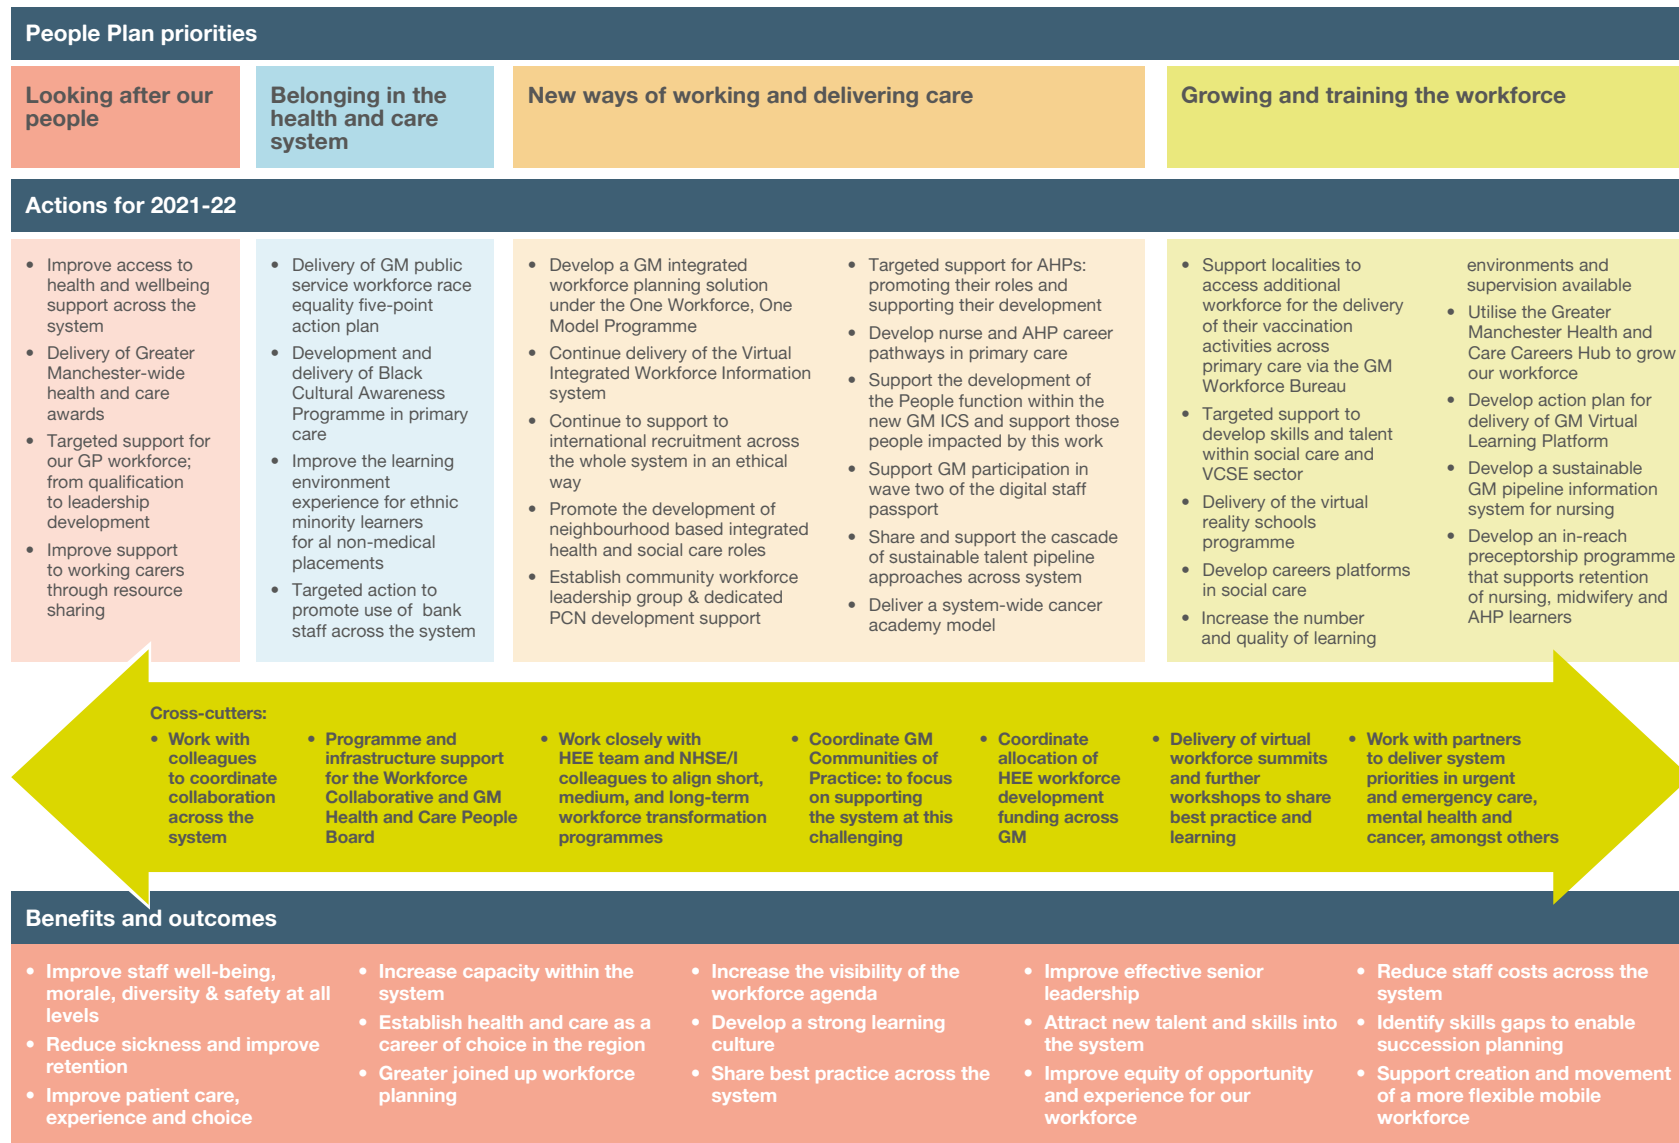 People Plan priorities
Looking after our
people
Belonging in the
health and care
system
New ways of working and delivering care
Growing and training the workforce
Actions for 2021-22
• Improve access to
health and wellbeing
support across the
system
• Delivery of Greater
Manchester-wide
health and care
awards
• Targeted support for
our GP workforce;
from qualification
to leadership
development
• Improve support
to working carers
through resource
sharing
• Delivery of GM public
service workforce race
equality five-point
action plan
• Development and
delivery of Black
Cultural Awareness
Programme in primary
care
• Improve the learning
environment
experience for ethnic
minority learners
for al non-medical
placements
• Targeted action to
promote use of bank
staff across the system
• Develop a GM integrated
workforce planning solution
under the One Workforce, One
Model Programme
• Continue delivery of the Virtual
Integrated Workforce Information
system
• Continue to support to
international recruitment across
the whole system in an ethical
way
• Promote the development of
neighbourhood based integrated
health and social care roles
• Establish community workforce
leadership group & dedicated
PCN development support
• Targeted support for AHPs:
promoting their roles and
supporting their development
• Develop nurse and AHP career
pathways in primary care
• Support the development of
the People function within the
new GM ICS and support those
people impacted by this work
• Support GM participation in
wave two of the digital staff
passport
• Share and support the cascade
of sustainable talent pipeline
approaches across system
• Deliver a system-wide cancer
academy model
• Support localities to
access additional
workforce for the delivery
of their vaccination
activities across
primary care via the GM
Workforce Bureau
• Targeted support to
develop skills and talent
within social care and
VCSE sector
• Delivery of the virtual
reality schools
programme
• Develop careers platforms
in social care
• Increase the number
and quality of learning
environments and
supervision available
• Utilise the Greater
Manchester Health and
Care Careers Hub to grow
our workforce
• Develop action plan for
delivery of GM Virtual
Learning Platform
• Develop a sustainable
GM pipeline information
system for nursing
• Develop an in-reach
preceptorship programme
that supports retention
of nursing, midwifery and
AHP learners
Cross-cutters:
• Work with
colleagues
to coordinate
collaboration
across the
system
• Programme and
infrastructure support
for the Workforce
Collaborative and GM
Health and Care People
Board
• Work closely with
HEE team and NHSE/I
colleagues to align short,
medium, and long-term
workforce transformation
programmes
• Coordinate GM
Communities of
Practice: to focus
on supporting
the system at this
challenging
• Coordinate
allocation of
HEE workforce
development
funding across
GM
• Delivery of virtual
workforce summits
and further
workshops to share
best practice and
learning
• Work with partners
to deliver system
priorities in urgent
and emergency care,
mental health and
cancer, amongst others
Benefits and outcomes
• Improve staff well-being,
morale, diversity & safety at all
levels
• Reduce sickness and improve
retention
• Improve patient care,
experience and choice
• Increase capacity within the
system
• Establish health and care as a
career of choice in the region
• Greater joined up workforce
planning
• Increase the visibility of the
workforce agenda
• Develop a strong learning
culture
• Share best practice across the
system
• Improve effective senior
leadership
• Attract new talent and skills into
the system
• Improve equity of opportunity
and experience for our
workforce
• Reduce staff costs across the
system
• Identify skills gaps to enable
succession planning
• Support creation and movement
of a more flexible mobile
workforce